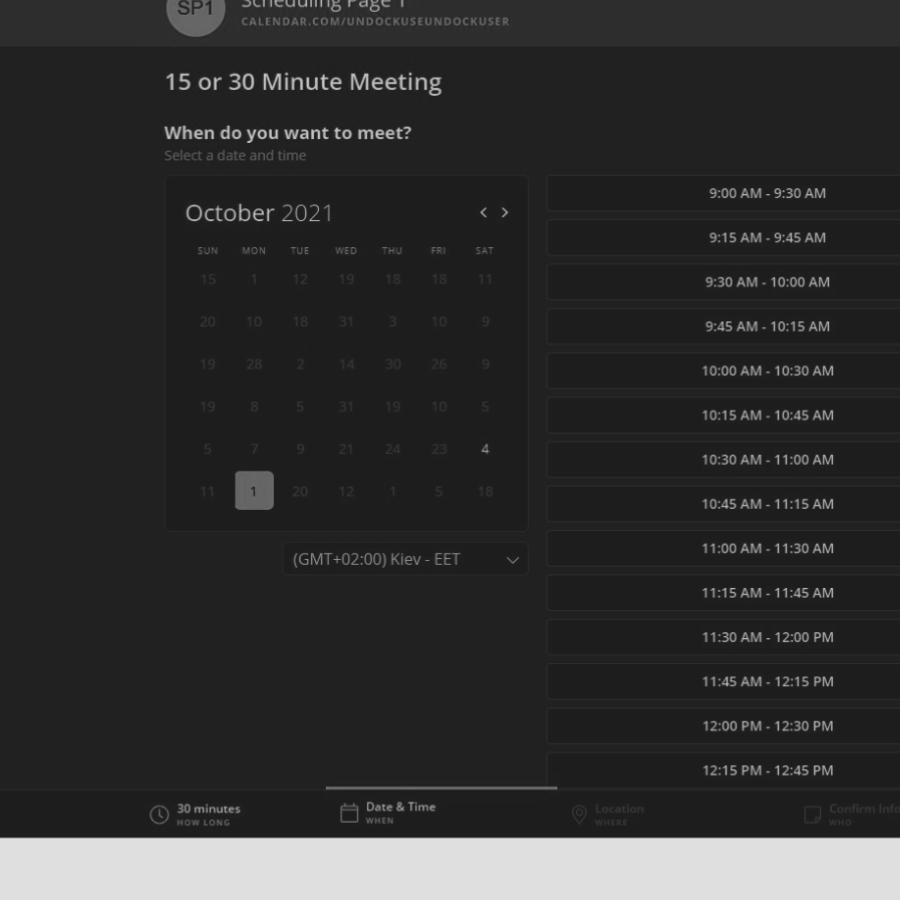 SP1
Scheduling Page 1
CALENDAR.COM/UNDOCKUSEUNDOCKUSER
15 or 30 Minute Meeting
When do you want to meet?
Select a date and time
October 2021
SUN MON TUE WED THU FRI SAT
15 1 12 19 18 18 11
20 10 18 31 3 10 9
19 28 2 14 30 26 9
19 8 5 31 19 10 5
5 7 9 21 24 23 4
11 1 20 12 1 5 18
(GMT+02:00) Kiev - EET
9:00 AM - 9:30 AM
9:15 AM - 9:45 AM
9:30 AM - 10:00 AM
9:45 AM - 10:15 AM
10:00 AM - 10:30 AM
10:15 AM - 10:45 AM
10:30 AM - 11:00 AM
10:45 AM - 11:15 AM
11:00 AM - 11:30 AM
11:15 AM - 11:45 AM
11:30 AM - 12:00 PM
11:45 AM - 12:15 PM
12:00 PM - 12:30 PM
12:15 PM - 12:45 PM
30 minutes
HOW LONG
Date & Time
WHEN
Location
WHERE
Confirm Info
WHO